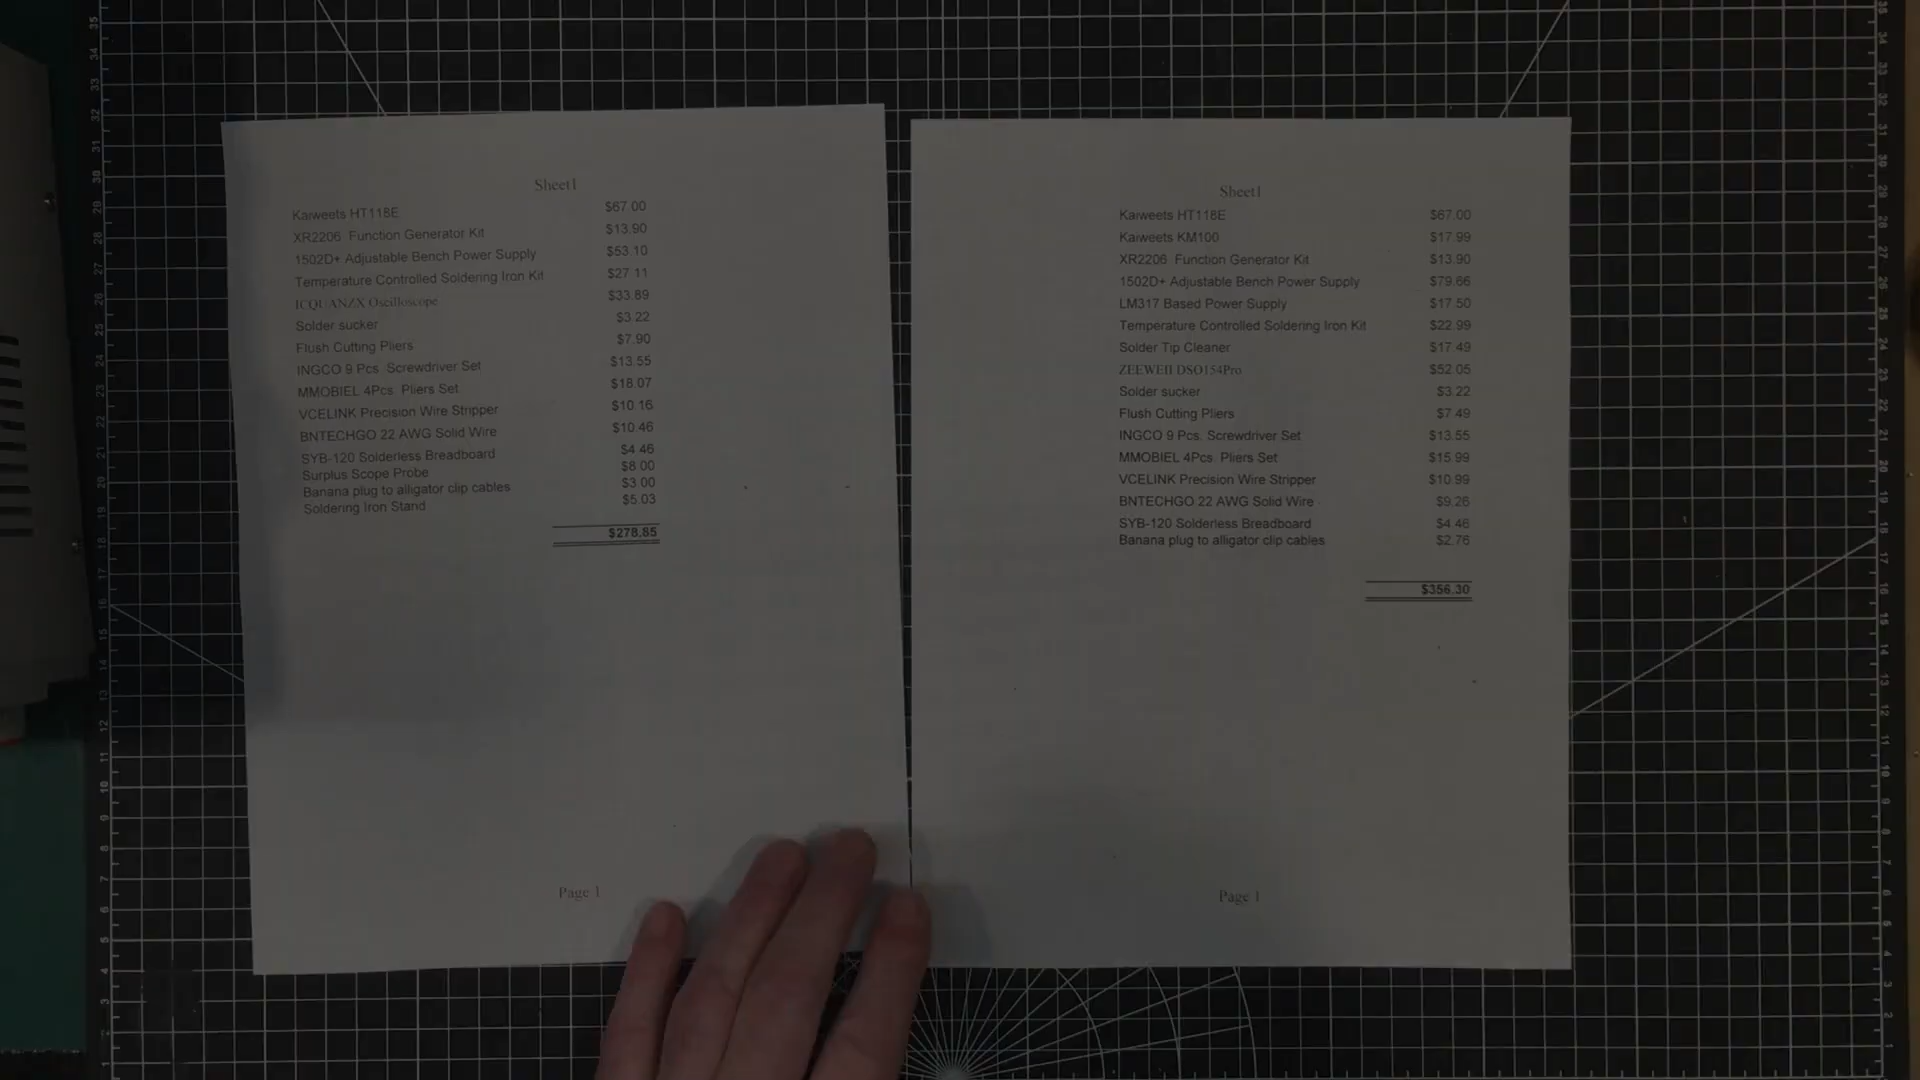 Sheet1
Kaiweets HT118E $67.00
XR2206 Function Generator Kit $13.90
1502D+ Adjustable Bench Power Supply $53.10
Temperature Controlled Soldering Iron Kit $27.11
ICQUANZX Oscilloscope $33.89
Solder sucker $3.22
Flush Cutting Pliers $7.90
INGCO 9 Pcs. Screwdriver Set $13.55
MMOBIEL 4Pcs. Pliers Set $18.07
VCELINK Precision Wire Stripper $10.16
BNTECHGO 22 AWG Solid Wire $10.46
SYB-120 Solderless Breadboard $4.46
Surplus Scope Probe $8.00
Banana plug to alligator clip cables $3.00
Soldering Iron Stand $5.03
$278.85
Page 1
Sheet1
Kaiweets HT118E $67.00
Kaiweets KM100 $17.99
XR2206 Function Generator Kit $13.90
1502D+ Adjustable Bench Power Supply $79.66
LM317 Based Power Supply $17.50
Temperature Controlled Soldering Iron Kit $22.99
Solder Tip Cleaner $17.49
ZEEWEII DSO154Pro $52.05
Solder sucker $3.22
Flush Cutting Pliers $7.49
INGCO 9 Pcs. Screwdriver Set $13.55
MMOBIEL 4Pcs. Pliers Set $15.99
VCELINK Precision Wire Stripper $10.99
BNTECHGO 22 AWG Solid Wire $9.26
SYB-120 Solderless Breadboard $4.46
Banana plug to alligator clip cables $2.76
$356.30
Page 1